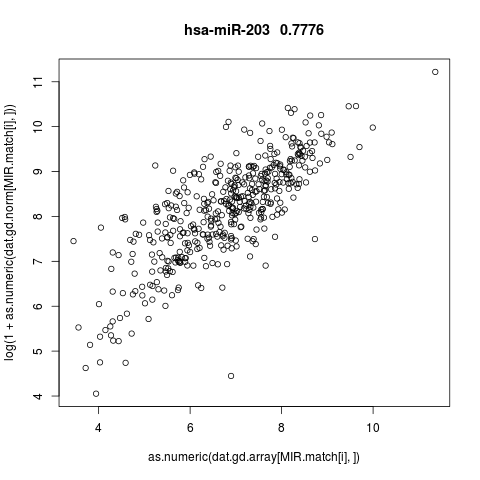 hsa-miR-203 0.7776
11
10
9
8
7
6
5
4
log(1 + as.numeric(dat.gd.norm[MIR.match[i], ]))
4 6 8 10
as.numeric(dat.gd.array[MIR.match[i], ])